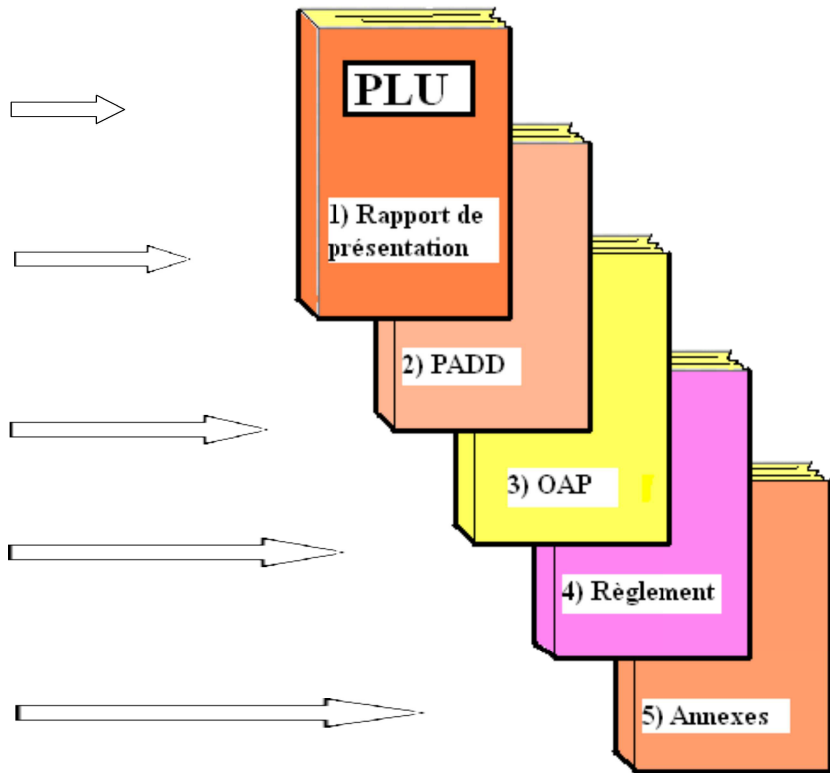 PLU
1) Rapport de
présentation
2) PADD
3) OAP
4) Règlement
5) Annexes